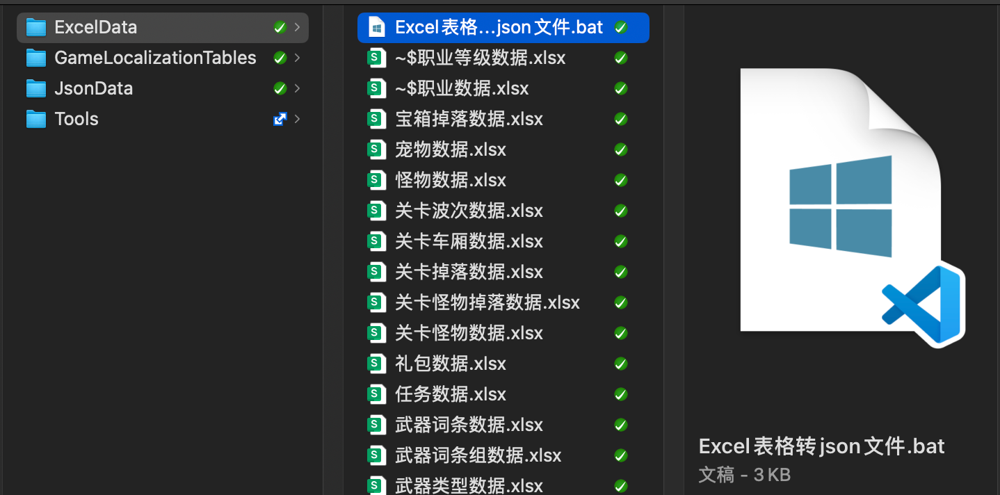 ExcelData
GameLocalizationTables
JsonData
Tools
Excel表格...json文件.bat
~$职业等级数据.xlsx
~$职业数据.xlsx
宝箱掉落数据.xlsx
宠物数据.xlsx
怪物数据.xlsx
关卡波次数据.xlsx
关卡车厢数据.xlsx
关卡掉落数据.xlsx
关卡怪物掉落数据.xlsx
关卡怪物数据.xlsx
礼包数据.xlsx
任务数据.xlsx
武器词条数据.xlsx
武器词条组数据.xlsx
武器类型数据.xlsx
Excel表格转json文件.bat
文稿 - 3 KB